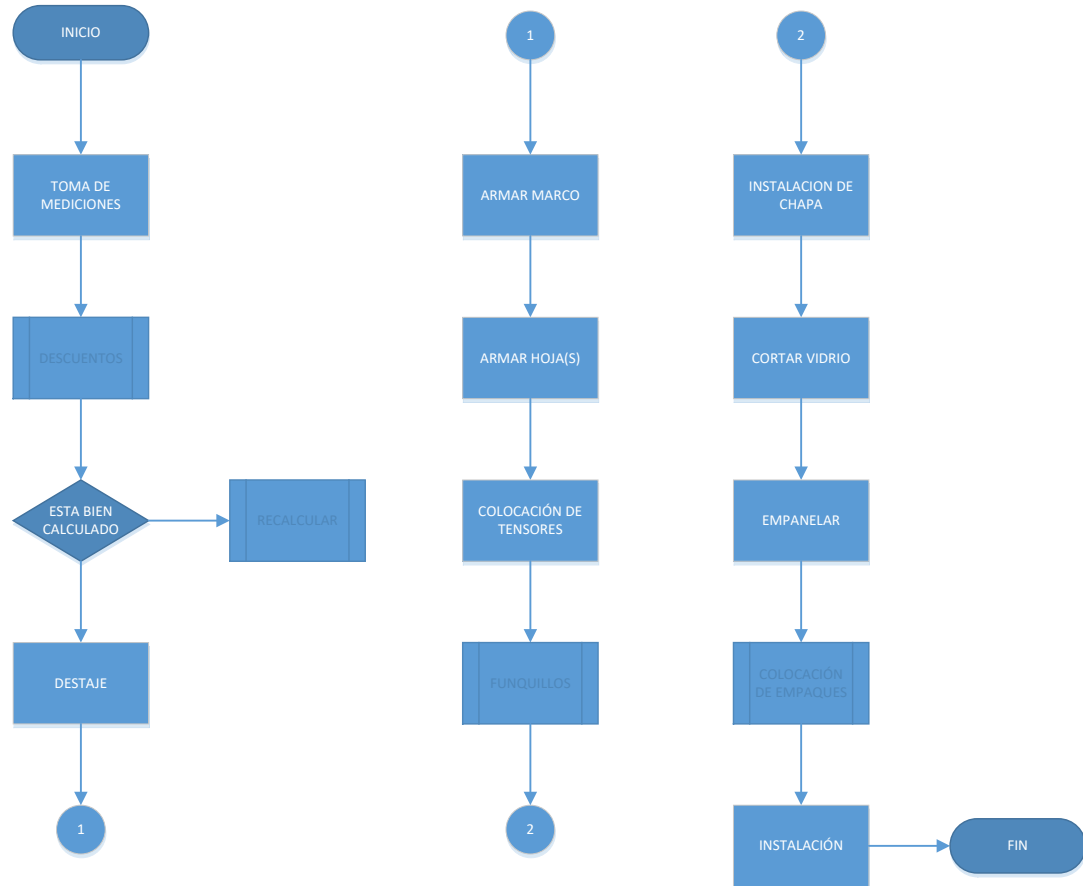 INICIO
TOMA DE
MEDICIONES
DESCUENTOS
ESTA BIEN
CALCULADO
RECALCULAR
DESTAJE
1
1
ARMAR MARCO
ARMAR HOJA(S)
COLOCACIÓN DE
TENSORES
FUNQUILLOS
2
2
INSTALACION DE
CHAPA
CORTAR VIDRIO
EMPANELAR
COLOCACIÓN
DE EMPAQUES
INSTALACIÓN
FIN